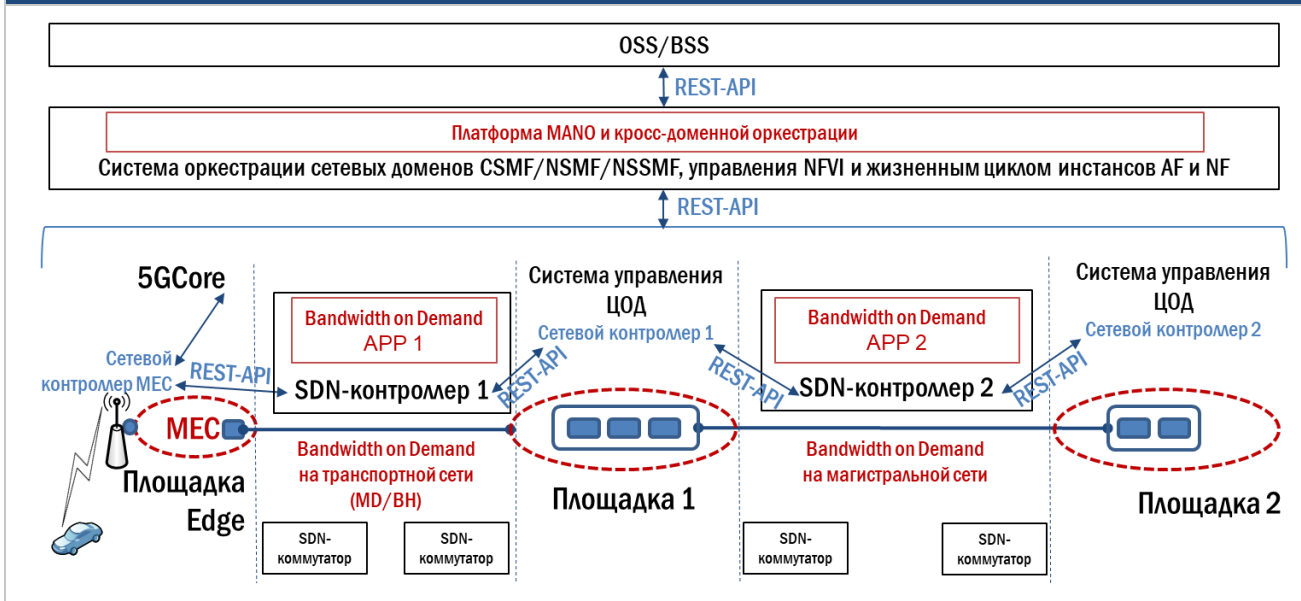 OSS/BSS
REST-API
Платформа MANO и кросс-доменной оркестрации
Система оркестрации сетевых доменов CSMF/NSMF/NSSMF, управления NFVI и жизненным циклом инстансов AF и NF
REST-API
5GCore
Сетевой
контроллер MEC
REST-API
Bandwidth on Demand
APP 1
SDN-контроллер 1
REST-API
Система управления
ЦОД
Сетевой контроллер 1
REST-API
Bandwidth on Demand
APP 2
SDN-контроллер 2
REST-API
Система управления
ЦОД
Сетевой контроллер 2
MEC
Площадка
Edge
Bandwidth on Demand
на транспортной сети
(MD/BH)
Площадка 1
Bandwidth on Demand
на магистральной сети
Площадка 2
SDN-
коммутатор
SDN-
коммутатор
SDN-
коммутатор
SDN-
коммутатор